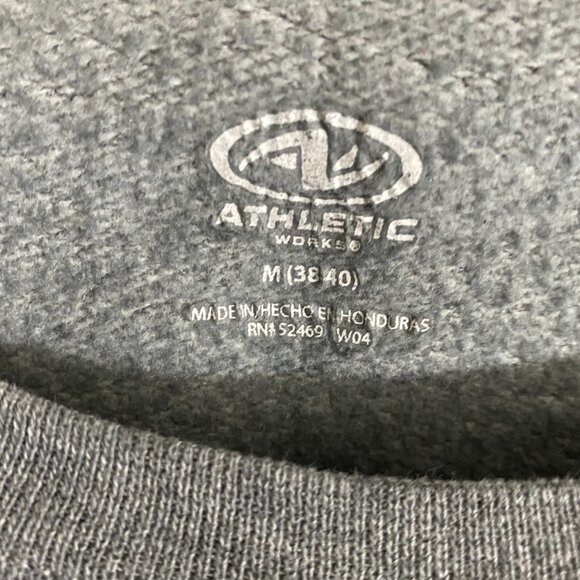 ATHLETIC
WORKS®
M (38-40)
MADE IN/HECHO EN HONDURAS
RN# 52469 W04